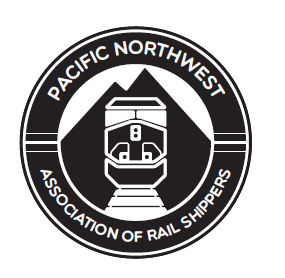 PACIFIC NORTHWEST
ASSOCIATION OF RAIL SHIPPERS